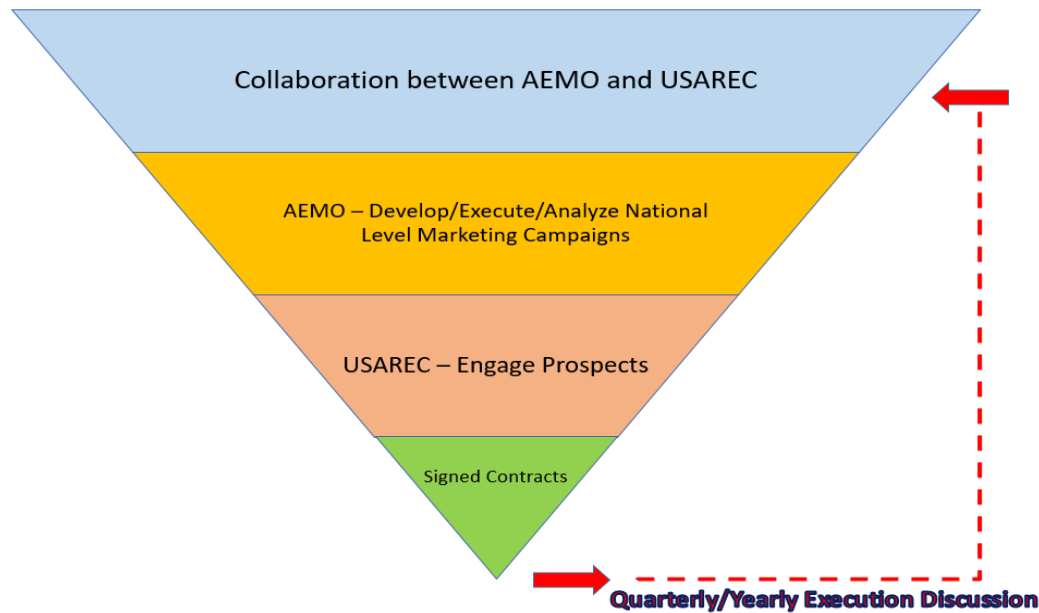 Collaboration between AEMO and USAREC
AEMO – Develop/Execute/Analyze National
Level Marketing Campaigns
USAREC – Engage Prospects
Signed Contracts
Quarterly/Yearly Execution Discussion